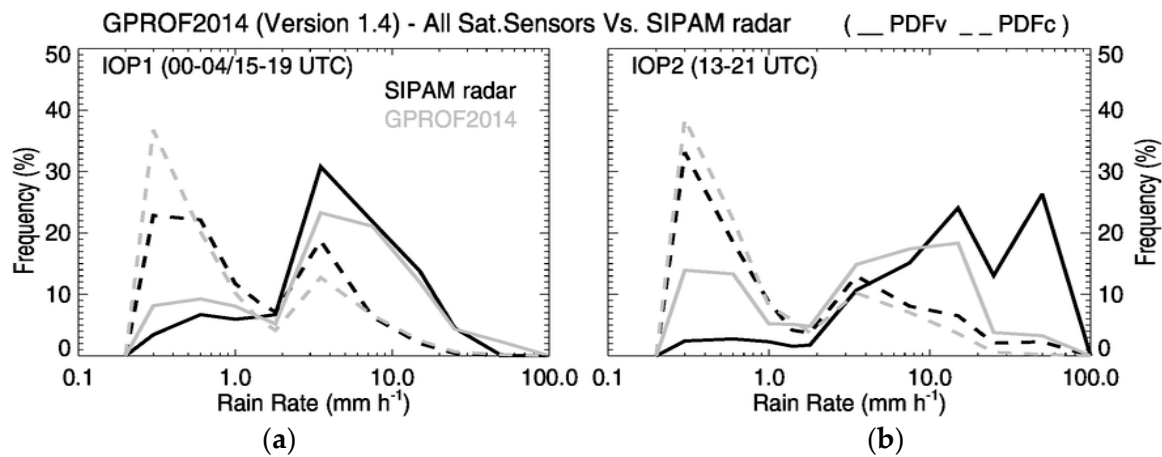 GPROF2014 (Version 1.4) - All Sat.Sensors Vs. SIPAM radar ( __ PDFv _ _ PDFc )
IOP1 (00-04/15-19 UTC)
SIPAM radar
GPROF2014
50
40
30
20
10
0
Frequency (%)
0.1 1.0 10.0 100.0
Rain Rate (mm h⁻¹)
(a)
IOP2 (13-21 UTC)
50
40
30
20
10
0
Frequency (%)
0.1 1.0 10.0 100.0
Rain Rate (mm h⁻¹)
(b)